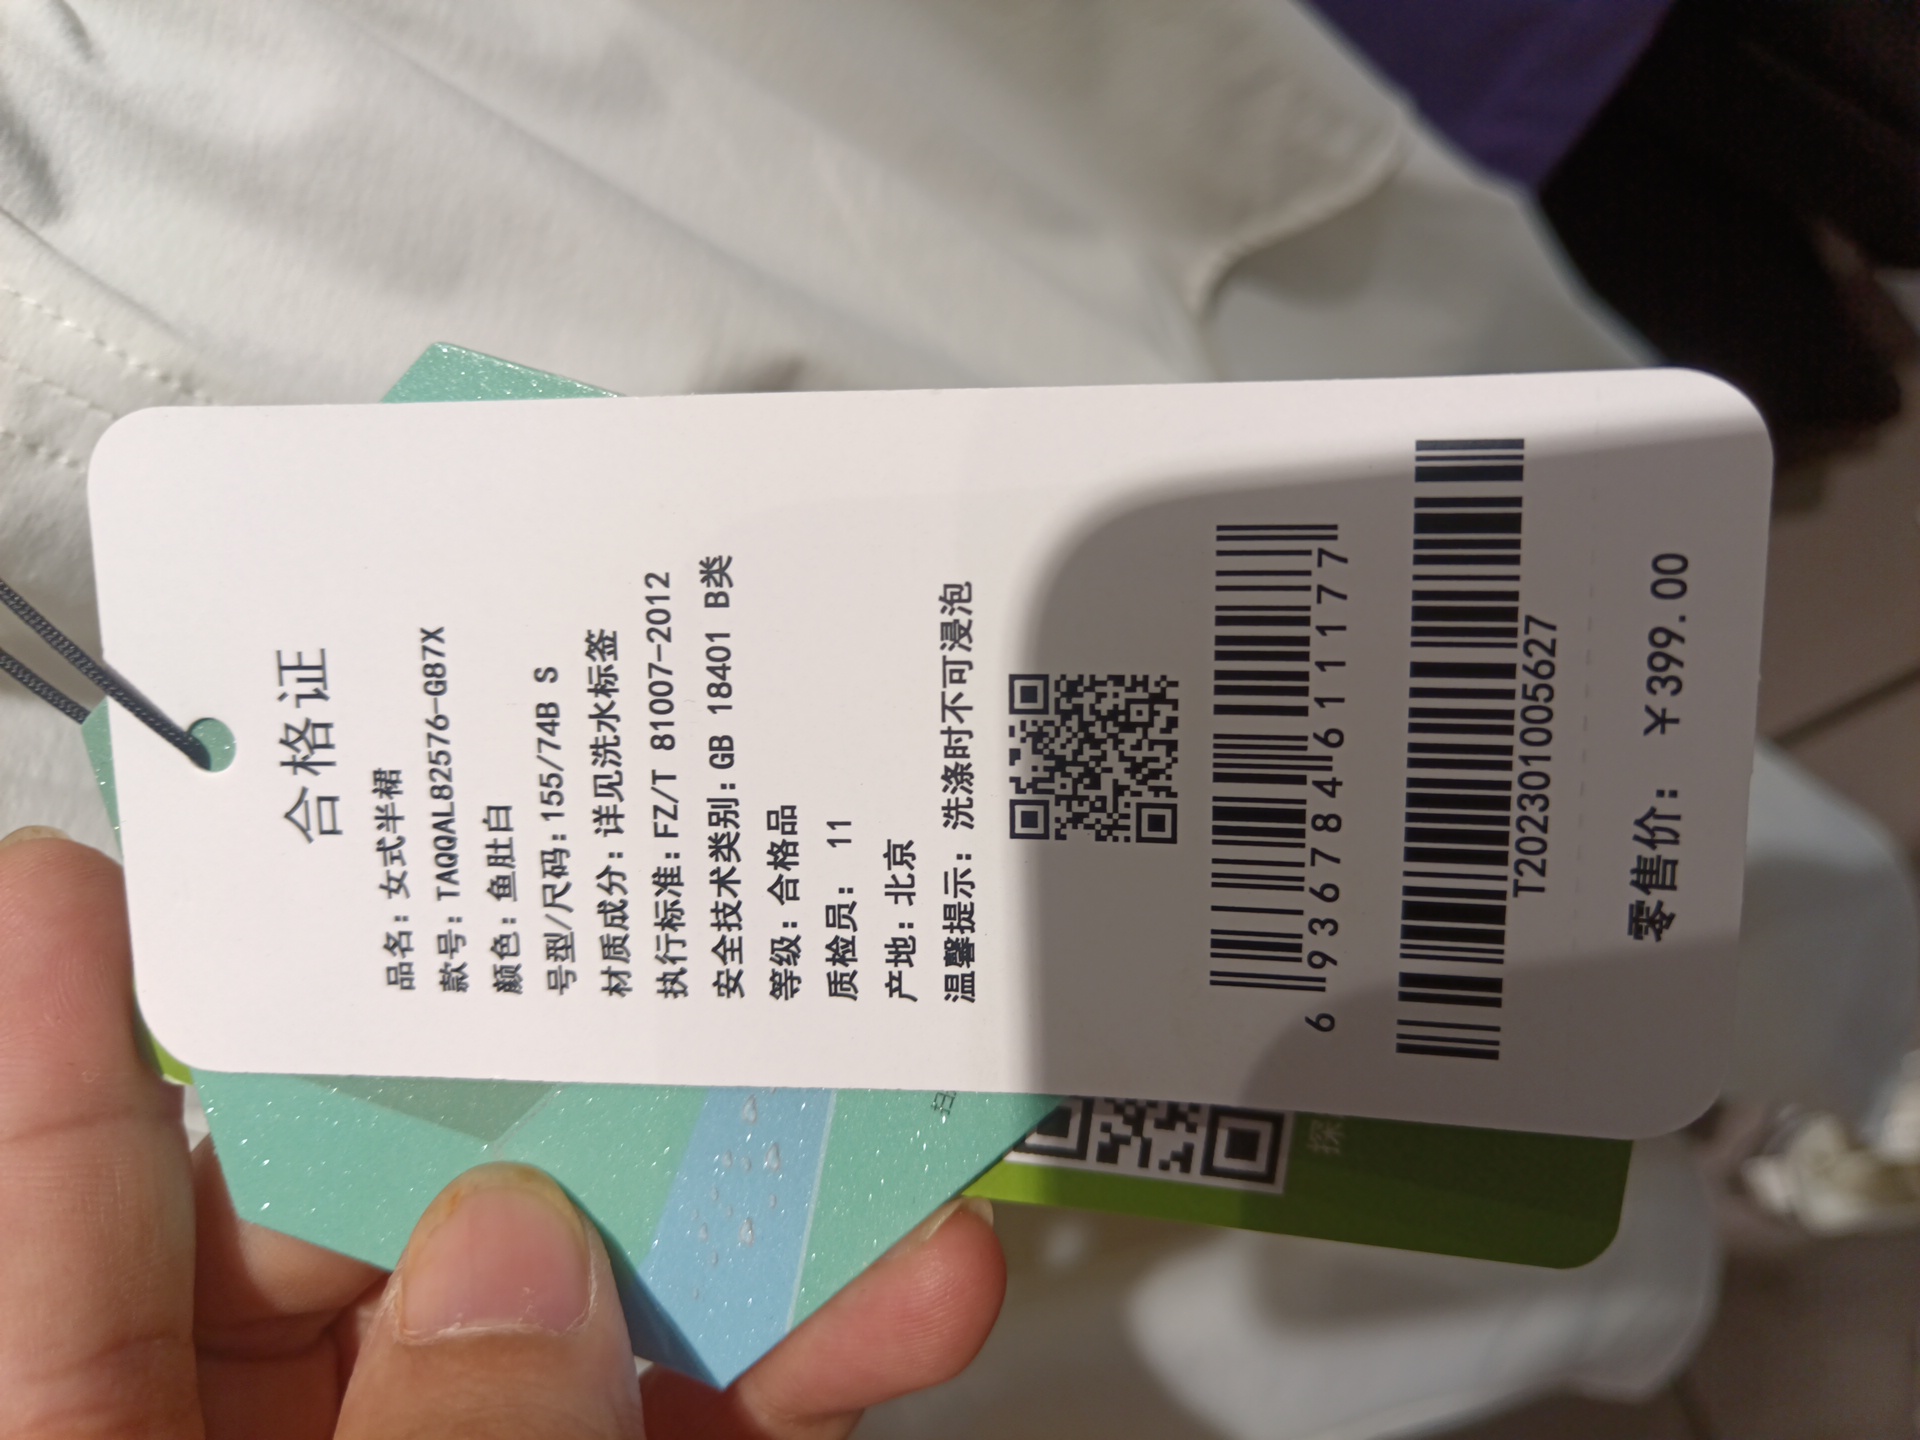 合格证
品名：女式半裙
款号：TAQQAL82576-G87X
颜色：鱼肚白
号型/尺码：155/74B S
材质成分：详见洗水标签
执行标准：FZ/T 81007-2012
安全技术类别：GB 18401 B类
等级：合格品
质检员：11
产地：北京
温馨提示：洗涤时不可浸泡
6 936784 611177
T202301005627
零售价：￥399.00
扫
探